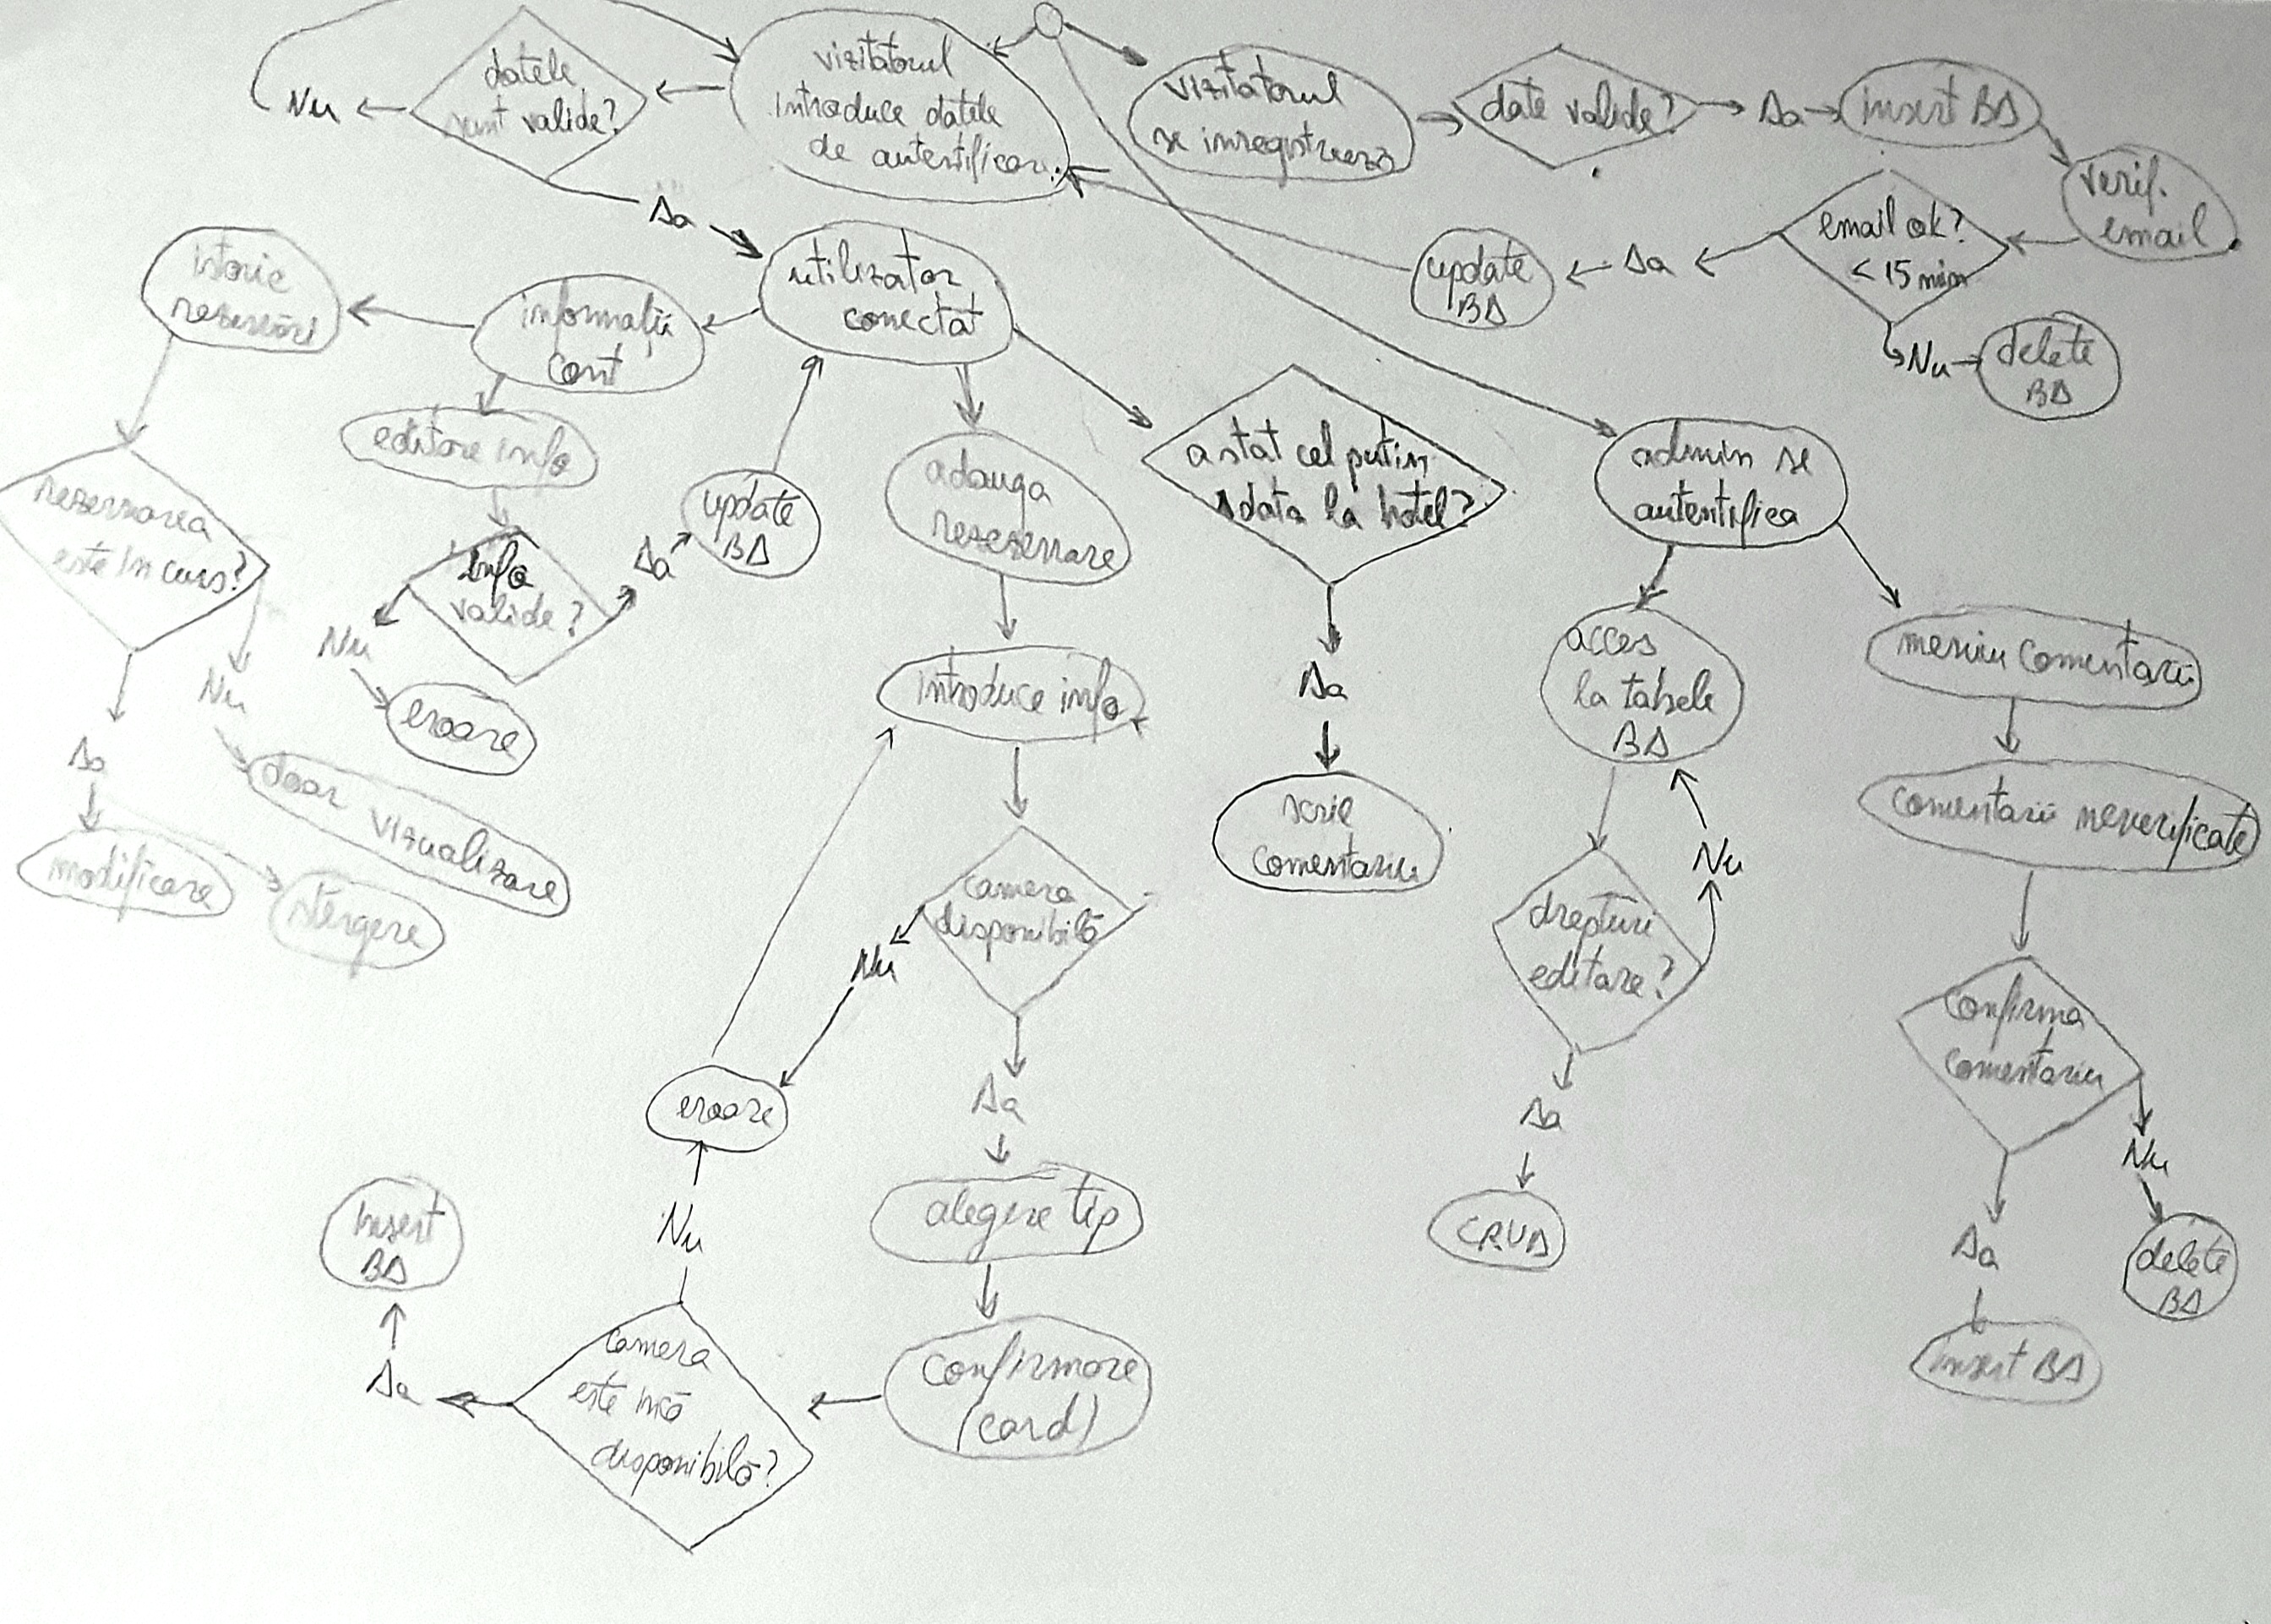 datele
sunt valide?
Nu
Da
vizitatorul
introduce datele
de autentificare
vizitatorul
se inregistrează
date valide?
Da
insert BD
verif.
email
email ok?
< 15 min
Da
update
BD
Nu
delete
BD
utilizator
conectat
informații
cont
istoric
rezervări
rezervarea
este în curs?
Nu
doar vizualizare
Da
modificare
ștergere
editare info
Info
valide?
Nu
eroare
Da
update
BD
adauga
rezervare
introduce info
camera
disponibilă
Nu
eroare
Da
alegere tip
confirmare
(card)
camera
este încă
disponibilă?
Nu
Da
Insert
BD
a stat cel putin
1 data la hotel?
Da
scrie
comentariu
admin se
autentifica
acces
la tabele
BD
drepturi
editare?
Nu
Da
CRUD
meniu comentarii
comentarii neverificate
confirma
comentariu
Nu
delete
BD
Da
insert BD